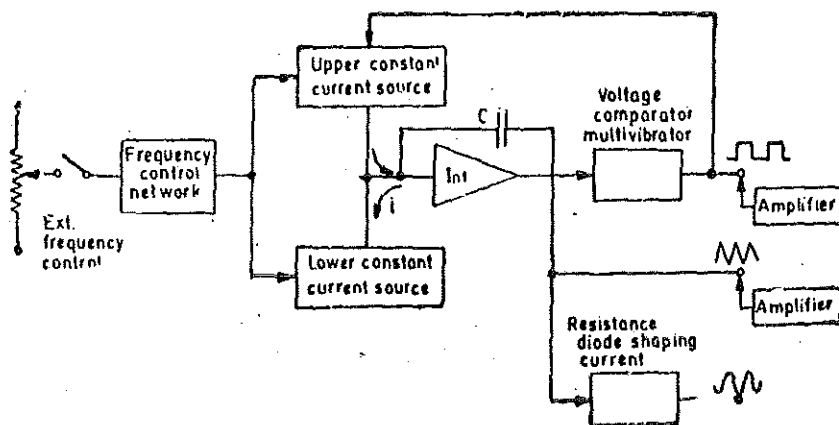 Upper constant
current source
Frequency
control
network
Ext.
frequency
control
Lower constant
current source
C
i
Int
Voltage
comparator
multivibrator
Amplifier
Amplifier
Resistance
diode shaping
current